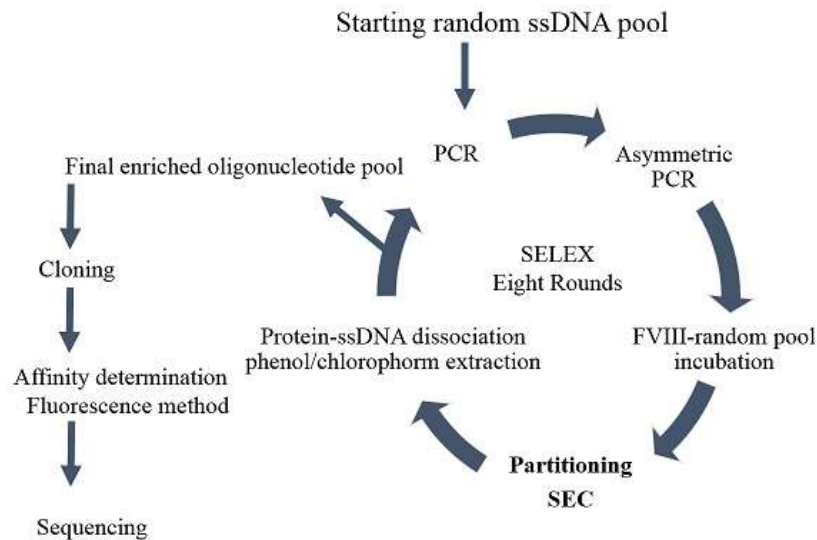 Starting random ssDNA pool
PCR
Asymmetric
PCR
Final enriched oligonucleotide pool
SELEX
Eight Rounds
Cloning
Protein-ssDNA dissociation
phenol/chlorophorm extraction
FVIII-random pool
incubation
Affinity determination
Fluorescence method
Partitioning
SEC
Sequencing